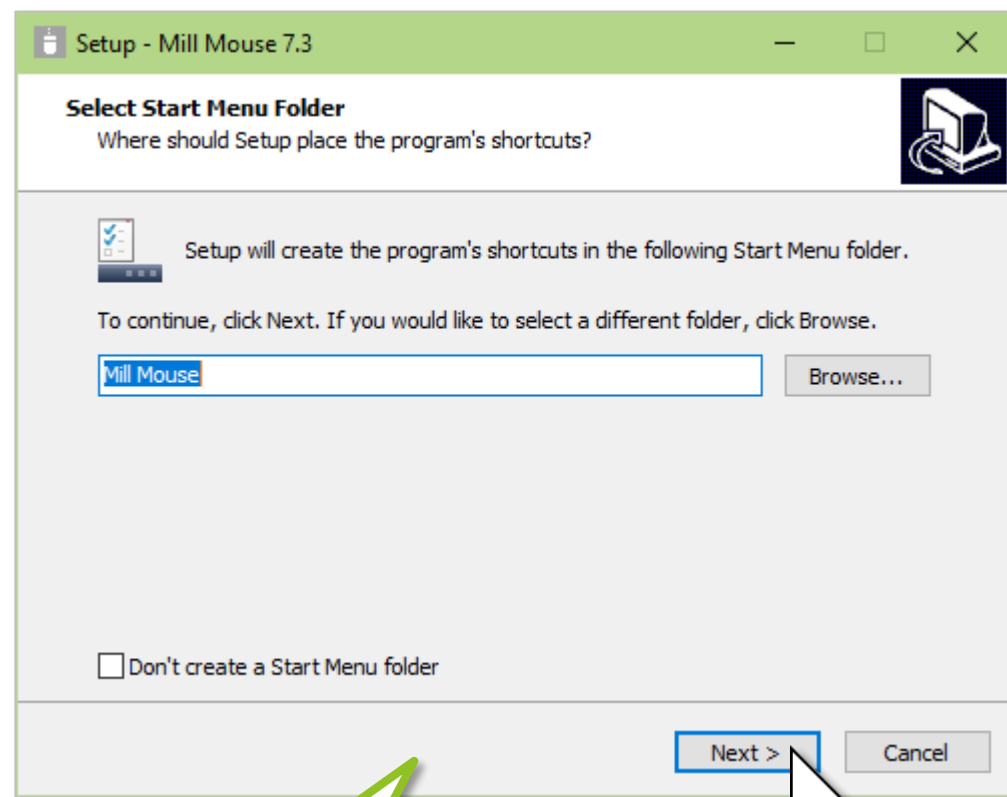 Setup - Mill Mouse 7.3
Select Start Menu Folder
Where should Setup place the program's shortcuts?
Setup will create the program's shortcuts in the following Start Menu folder.
To continue, click Next. If you would like to select a different folder, click Browse.
Mill Mouse
Browse...
Don't create a Start Menu folder
Next >
Cancel